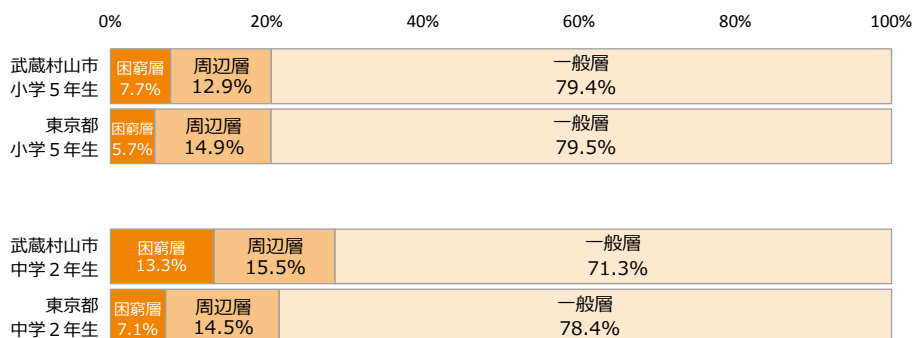 0% 20% 40% 60% 80% 100%
武蔵村山市
小学５年生
困窮層
7.7%
周辺層
12.9%
一般層
79.4%
東京都
小学５年生
困窮層
5.7%
周辺層
14.9%
一般層
79.5%
武蔵村山市
中学２年生
困窮層
13.3%
周辺層
15.5%
一般層
71.3%
東京都
中学２年生
困窮層
7.1%
周辺層
14.5%
一般層
78.4%